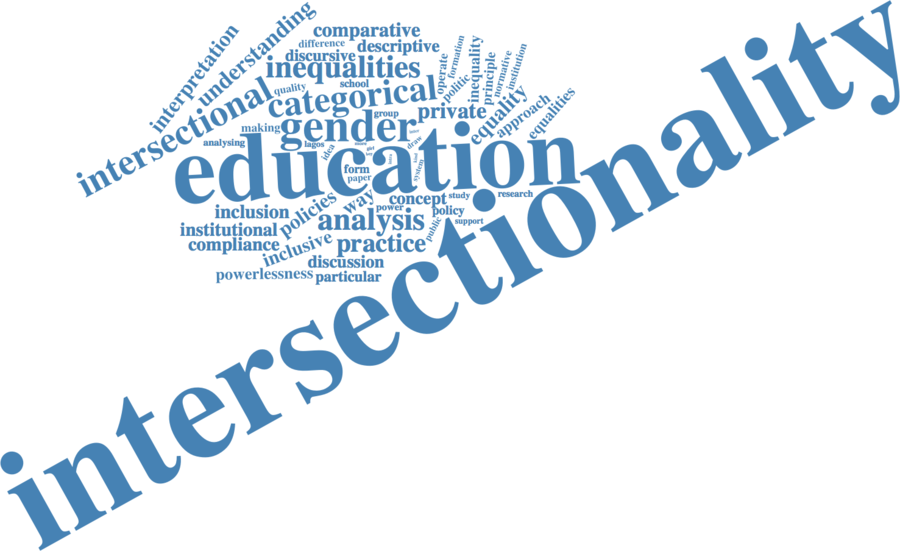 interpretation
understanding
comparative
difference
descriptive
discursive
inequalities
school
quality
intersectional
categorical
group
gender
making
analysing
lagos
idea
draw
private
operate
formation
politic
inequality
principle
normative
institution
equality
approach
equalities
education
form
paper
system
way
power
concept
study
research
policy
support
public
inclusion
policies
institutional
analysis
compliance
inclusive
practice
discussion
powerlessness
particular
intersectionality